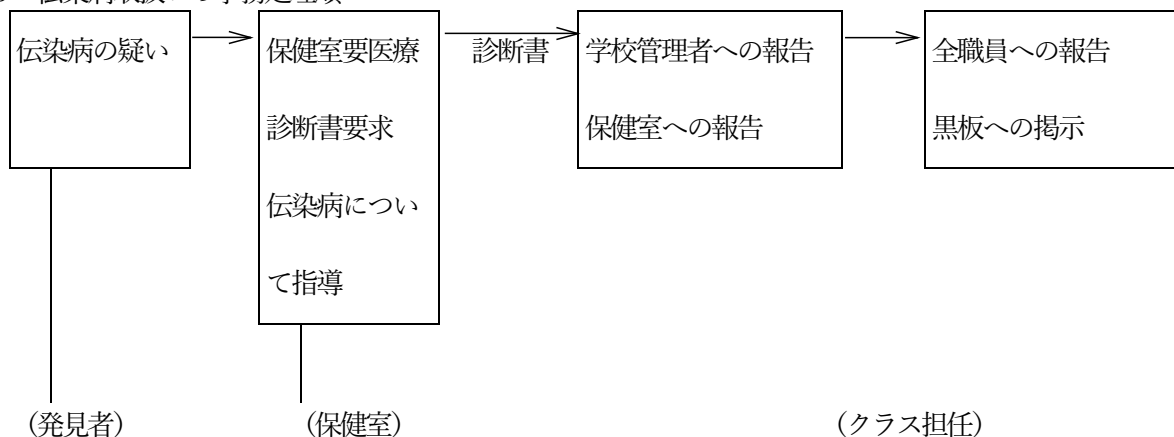 伝染病の疑い
保健室要医療
診断書要求
伝染病につい
て指導
診断書
学校管理者への報告
保健室への報告
全職員への報告
黒板への掲示
（発見者）
（保健室）
（クラス担任）